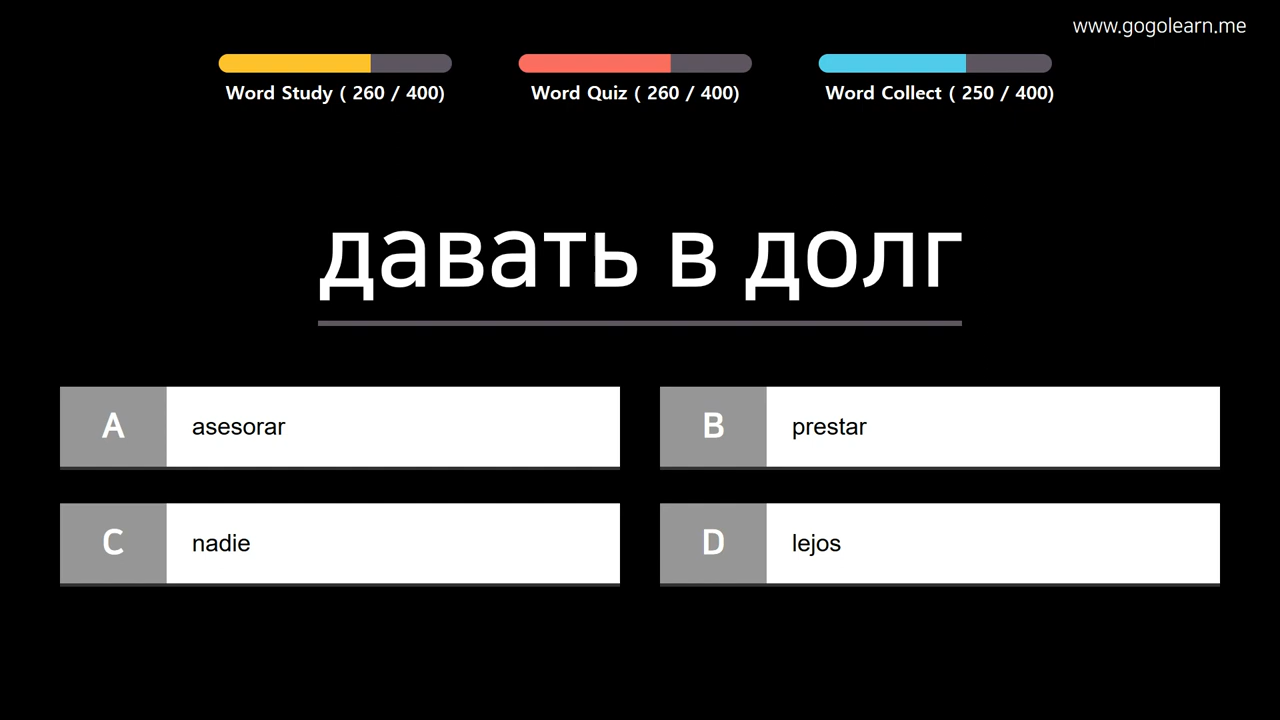 www.gogolearn.me
Word Study ( 260 / 400)
Word Quiz ( 260 / 400)
Word Collect ( 250 / 400)
давать в долг
A asesorar
B prestar
C nadie
D lejos